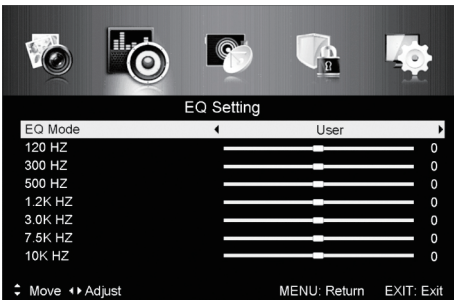 EQ Setting
EQ Mode User
120 HZ 0
300 HZ 0
500 HZ 0
1.2K HZ 0
3.0K HZ 0
7.5K HZ 0
10K HZ 0
Move Adjust MENU: Return EXIT: Exit